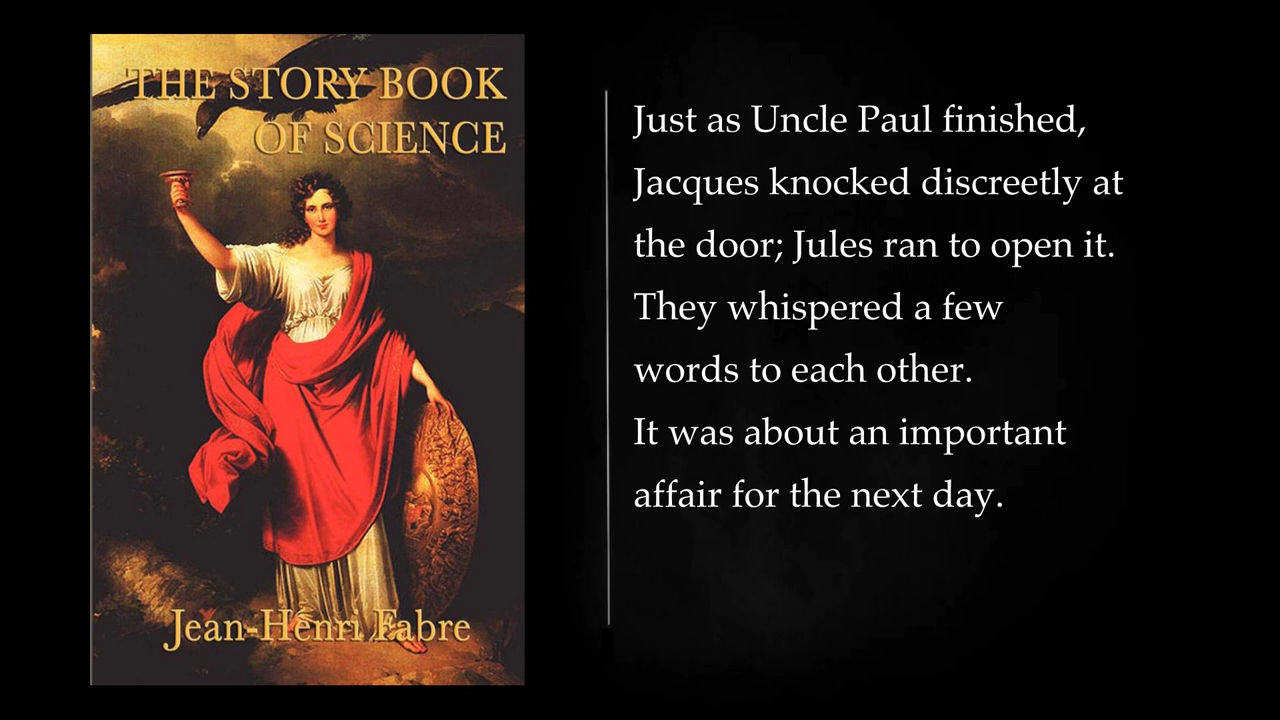 THE STORY BOOK
OF SCIENCE
Jean-Henri Fabre
Just as Uncle Paul finished,
Jacques knocked discreetly at
the door; Jules ran to open it.
They whispered a few
words to each other.
It was about an important
affair for the next day.